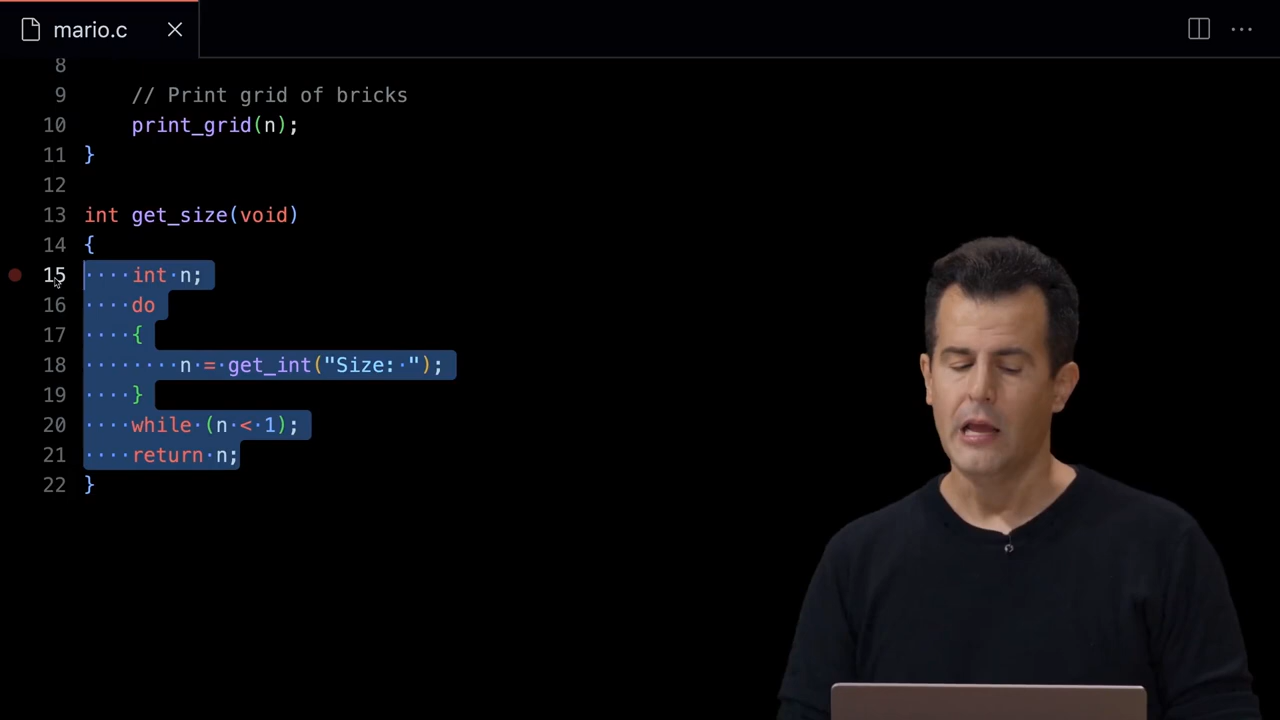 mario.c
8
9 // Print grid of bricks
10 print_grid(n);
11 }
12
13 int get_size(void)
14 {
15 int n;
16 do
17 {
18 n = get_int("Size: ");
19 }
20 while (n < 1);
21 return n;
22 }